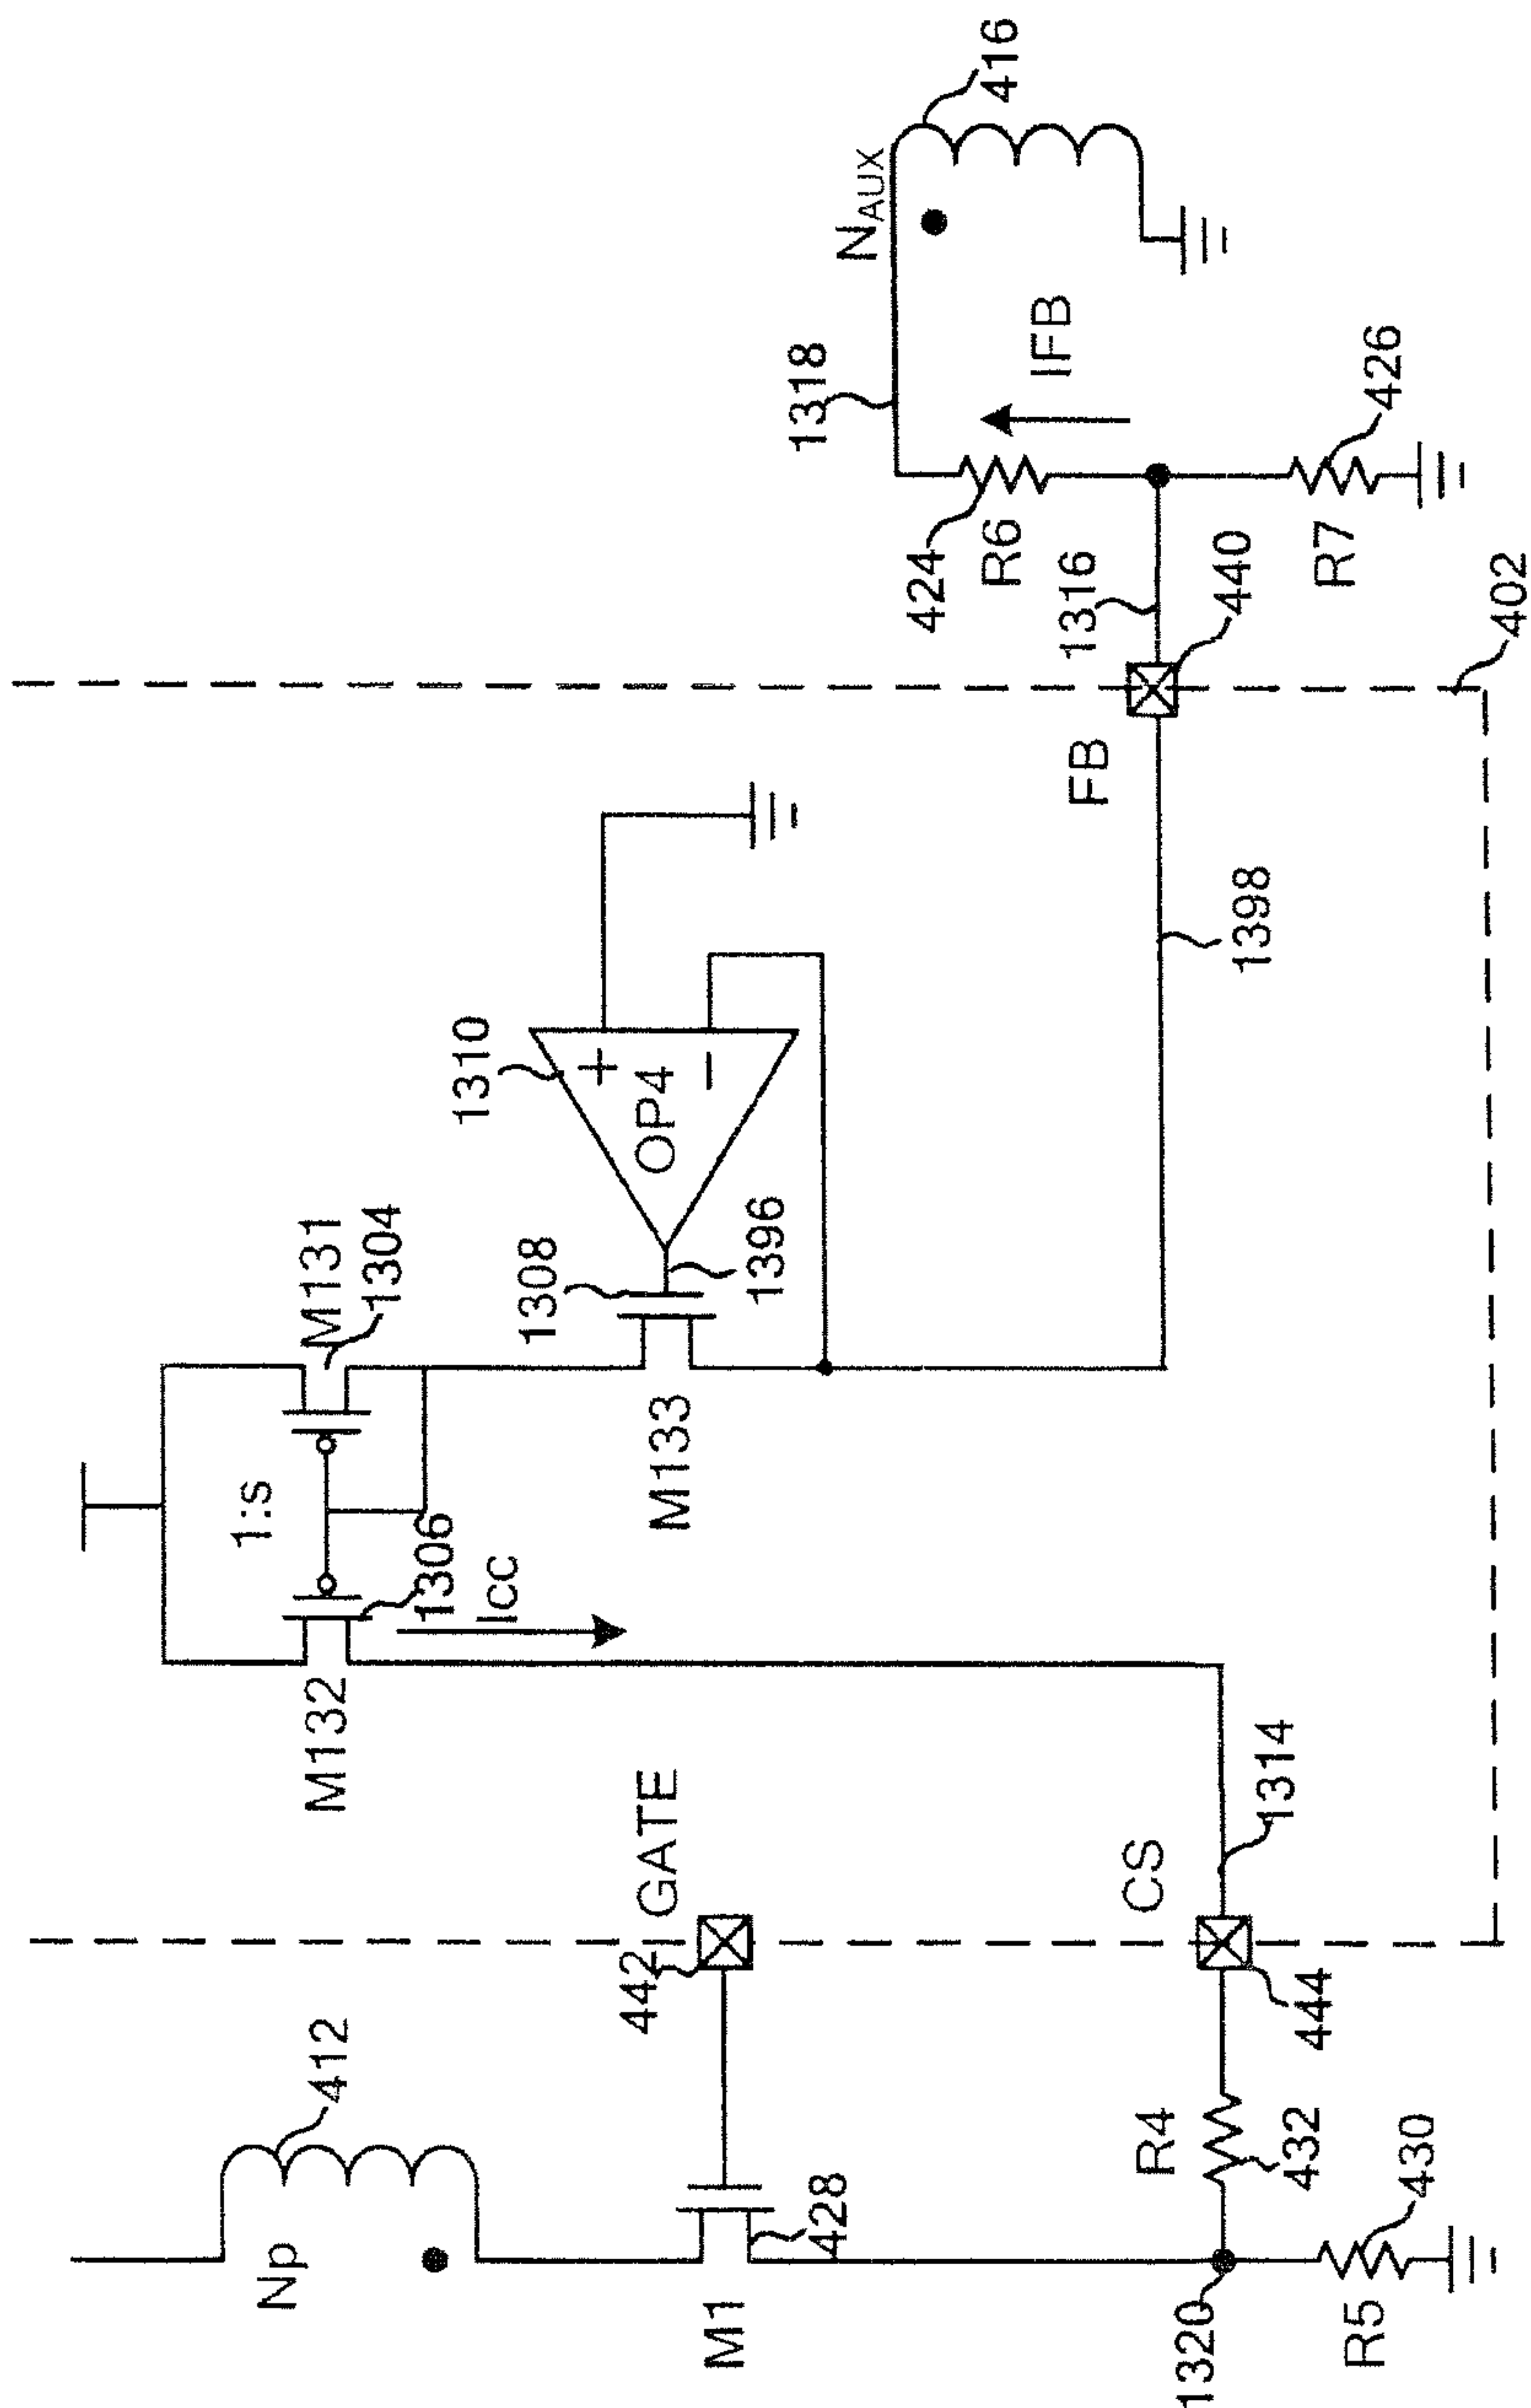 412
Np
M1
428
442
GATE
1320
R5
430
R4
432
444
CS
1314
M132
1306
Icc
1:s
M131
1304
M133
1308
1396
1310
OP4
+
−
1398
FB
440
1316
402
424
R6
R7
426
1318
IFB
NAUX
416